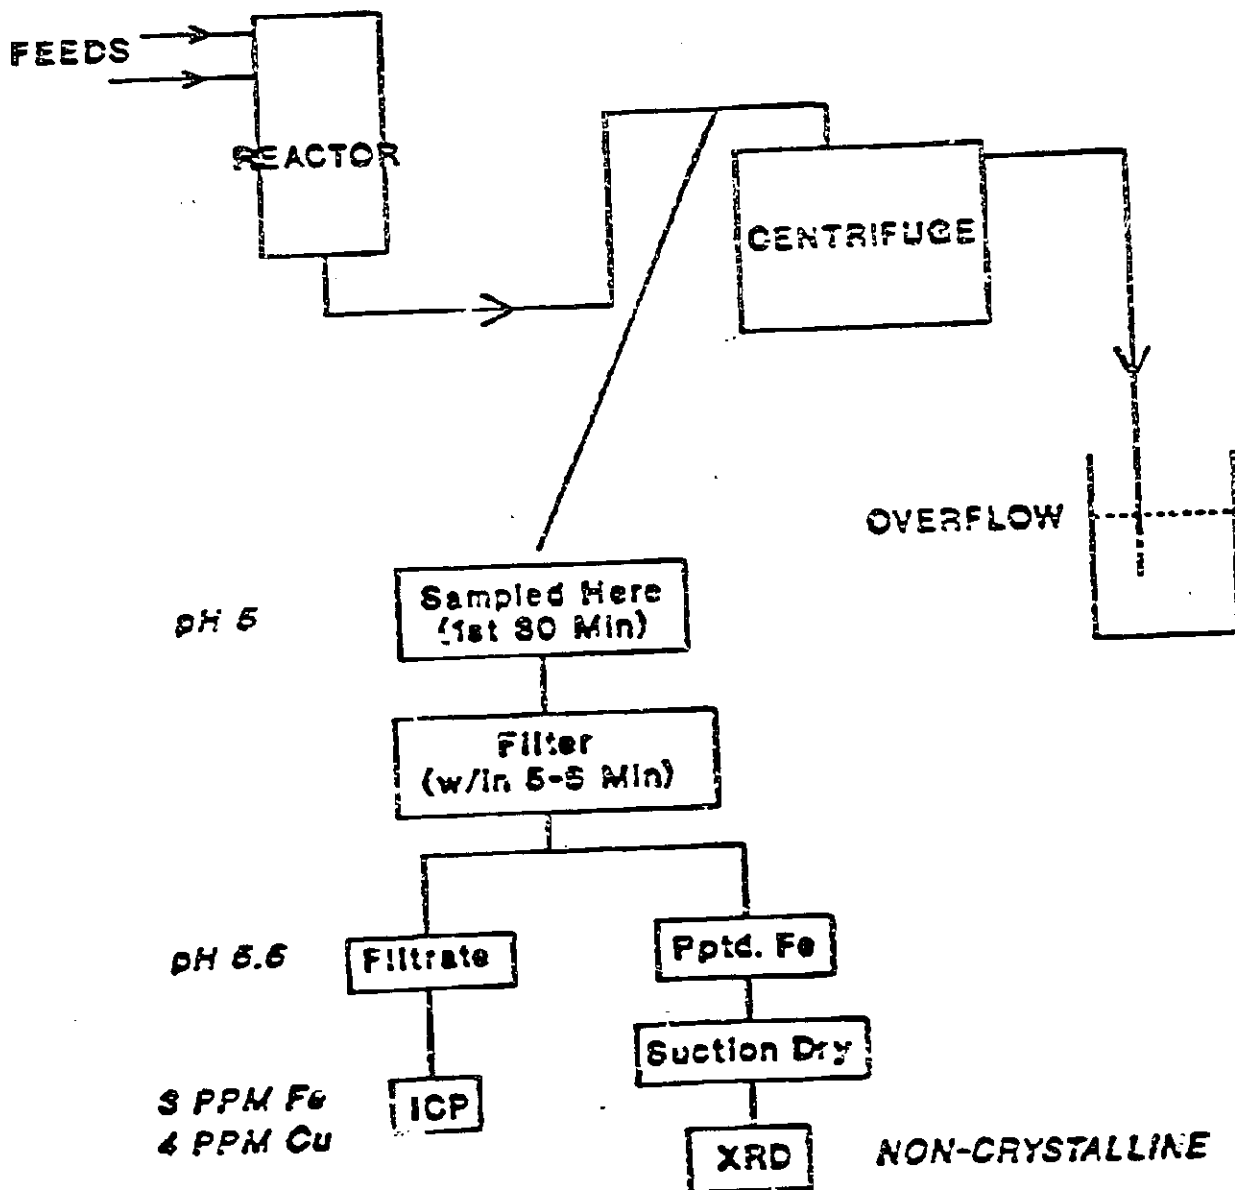 FEEDS
REACTOR
CENTRIFUGE
OVERFLOW
pH 5
Sampled Here
(1st 30 Min)
Filter
(w/in 5-6 Min)
pH 5.5
Filtrate
Pptd. Fe
Suction Dry
3 PPM Fe
4 PPM Cu
ICP
XRD
NON-CRYSTALLINE